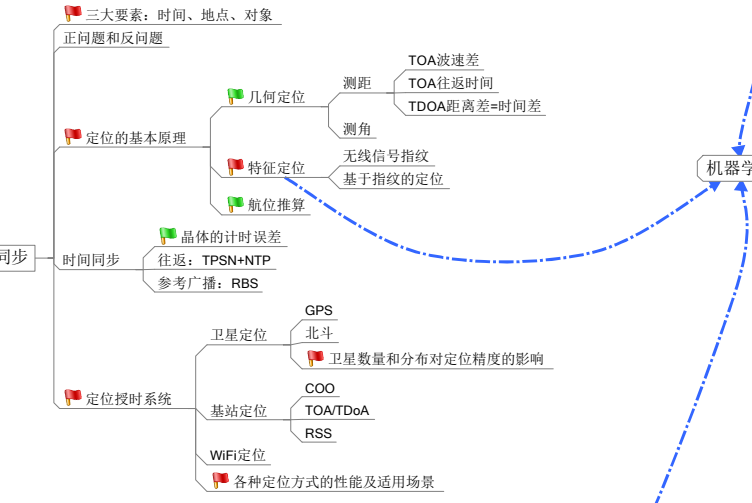 三大要素：时间、地点、对象
正问题和反问题
定位的基本原理
几何定位
测距
TOA波速差
TOA往返时间
TDOA距离差=时间差
测角
特征定位
无线信号指纹
基于指纹的定位
航位推算
机器学
同步
时间同步
晶体的计时误差
往返：TPSN+NTP
参考广播：RBS
定位授时系统
卫星定位
GPS
北斗
卫星数量和分布对定位精度的影响
基站定位
COO
TOA/TDoA
RSS
WiFi定位
各种定位方式的性能及适用场景